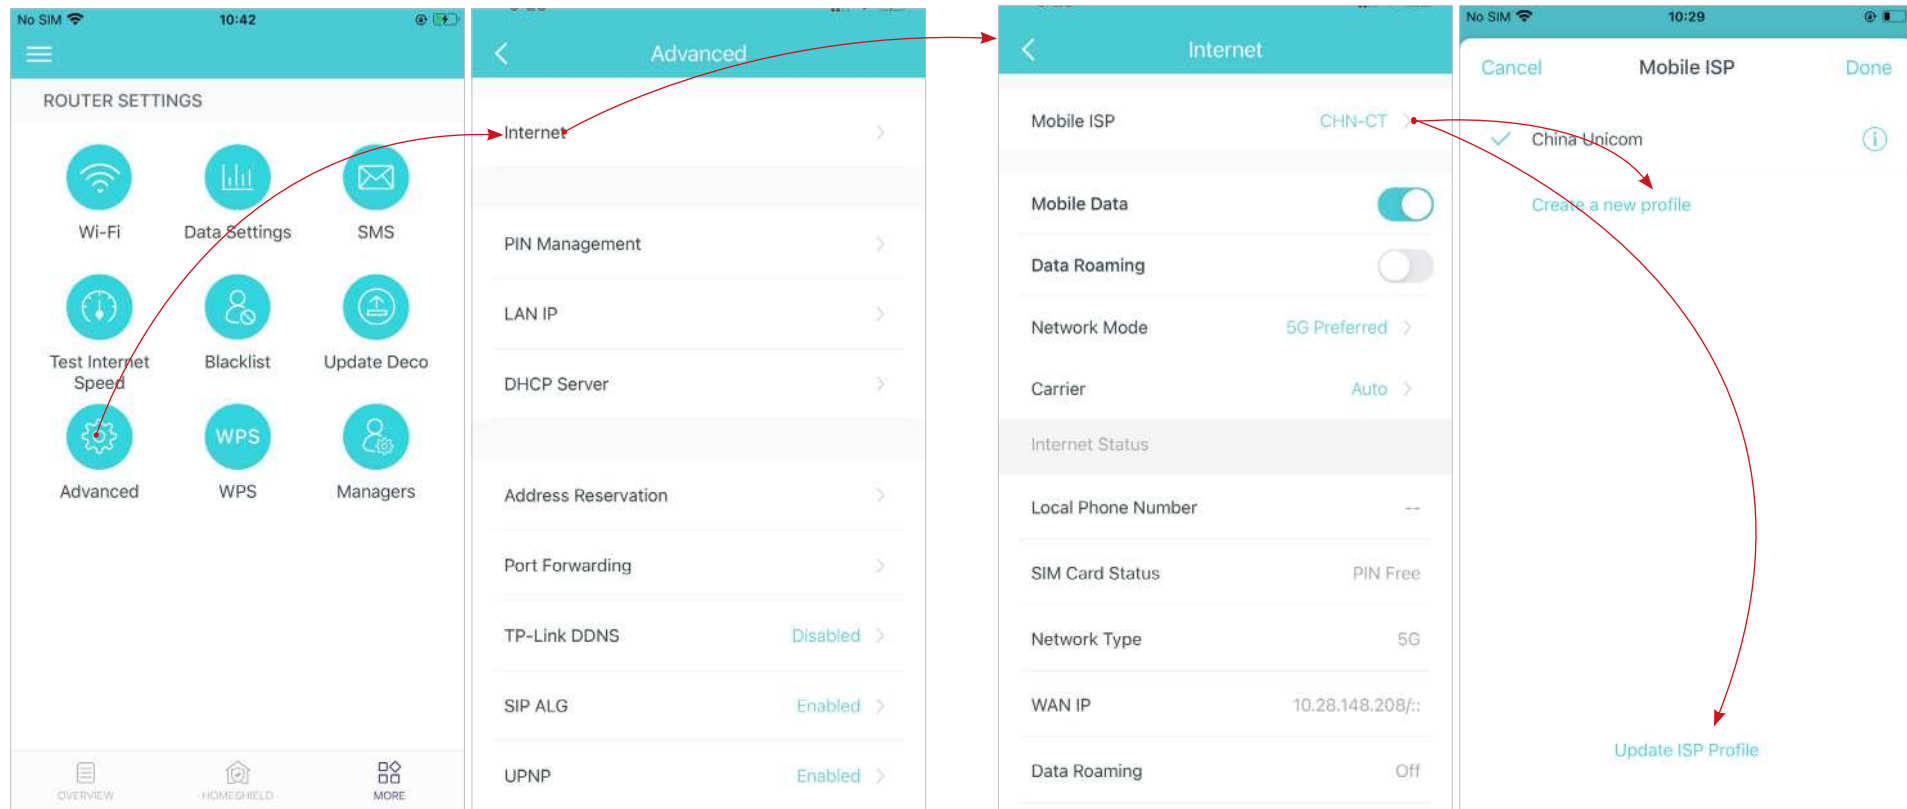 No SIM 10:42
ROUTER SETTINGS
Wi-Fi Data Settings SMS
Test Internet Speed Blacklist Update Deco
WPS
Advanced WPS Managers
OVERVIEW HOMESHIELD MORE
Advanced
Internet
PIN Management
LAN IP
DHCP Server
Address Reservation
Port Forwarding
TP-Link DDNS Disabled
SIP ALG Enabled
UPNP Enabled
Internet
Mobile ISP CHN-CT
Mobile Data
Data Roaming
Network Mode 5G Preferred
Carrier Auto
Internet Status
Local Phone Number --
SIM Card Status PIN Free
Network Type 5G
WAN IP 10.28.148.208/::
Data Roaming Off
No SIM 10:29
Cancel Mobile ISP Done
China Unicom
Create a new profile
Update ISP Profile